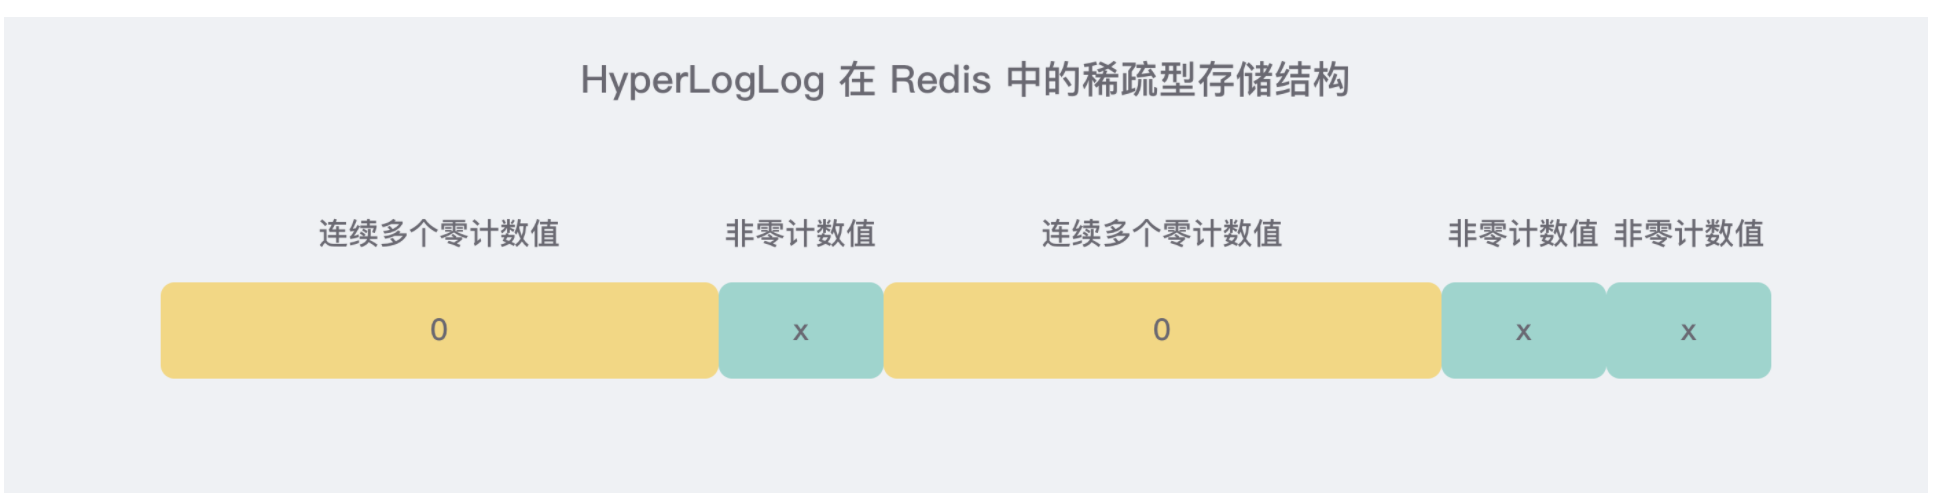 HyperLogLog 在 Redis 中的稀疏型存储结构
连续多个零计数值 非零计数值 连续多个零计数值 非零计数值 非零计数值
0 x 0 x x